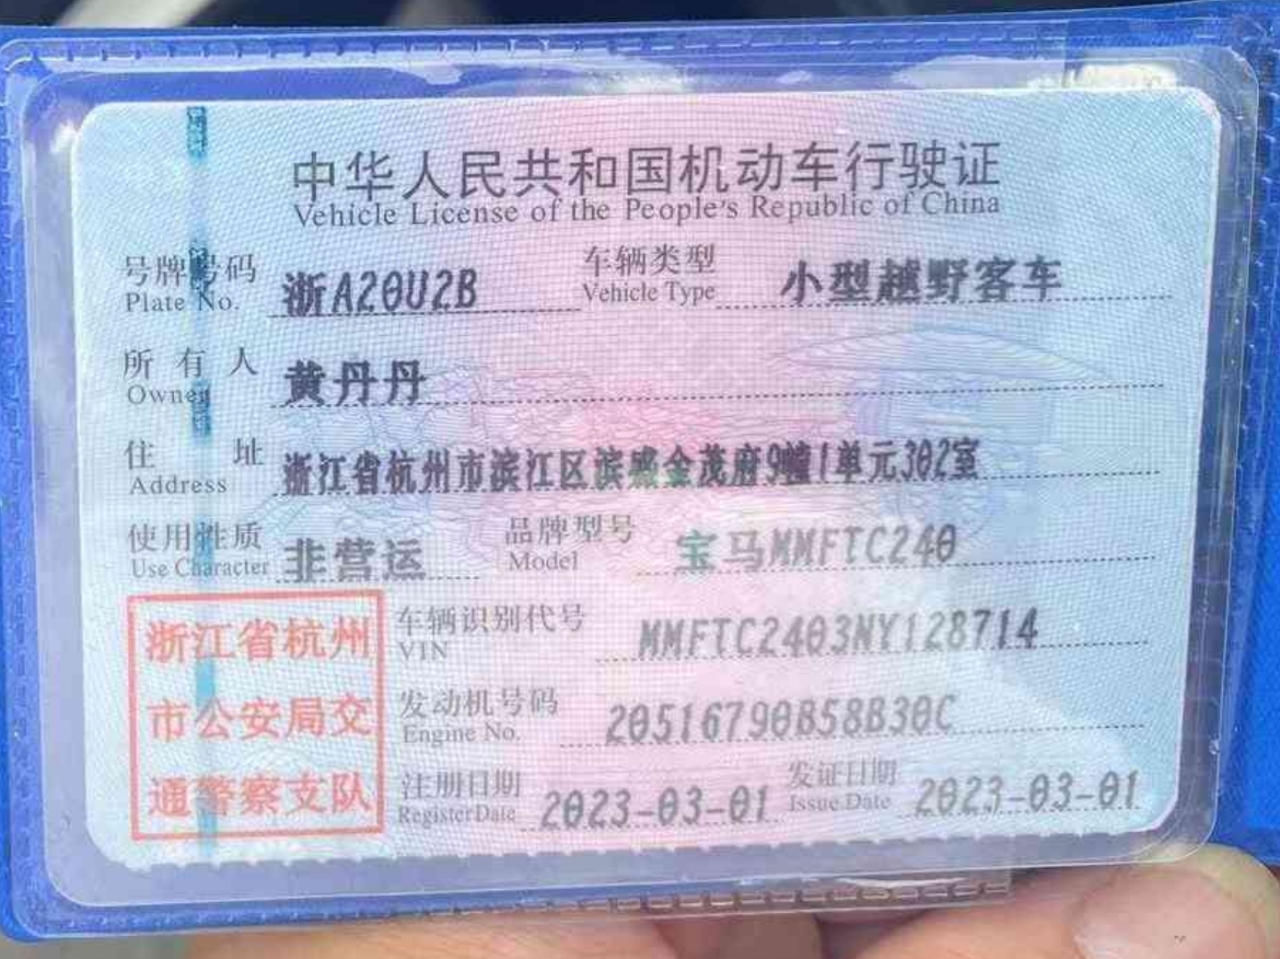 中华人民共和国机动车行驶证
Vehicle License of the People's Republic of China
号牌号码 浙A20U2B 车辆类型 小型越野客车
Plate No. Vehicle Type
所有人 黄丹丹
Owner
住址 浙江省杭州市滨江区滨盛金茂府9幢1单元302室
Address
使用性质 非营运 品牌型号 宝马MMFTC240
Use Character Model
浙江省杭州
市公安局交
通警察支队
车辆识别代号 MMFTC2403NY128714
VIN
发动机号码 20516790B58B30C
Engine No.
注册日期 2023-03-01 发证日期 2023-03-01
Register Date Issue Date